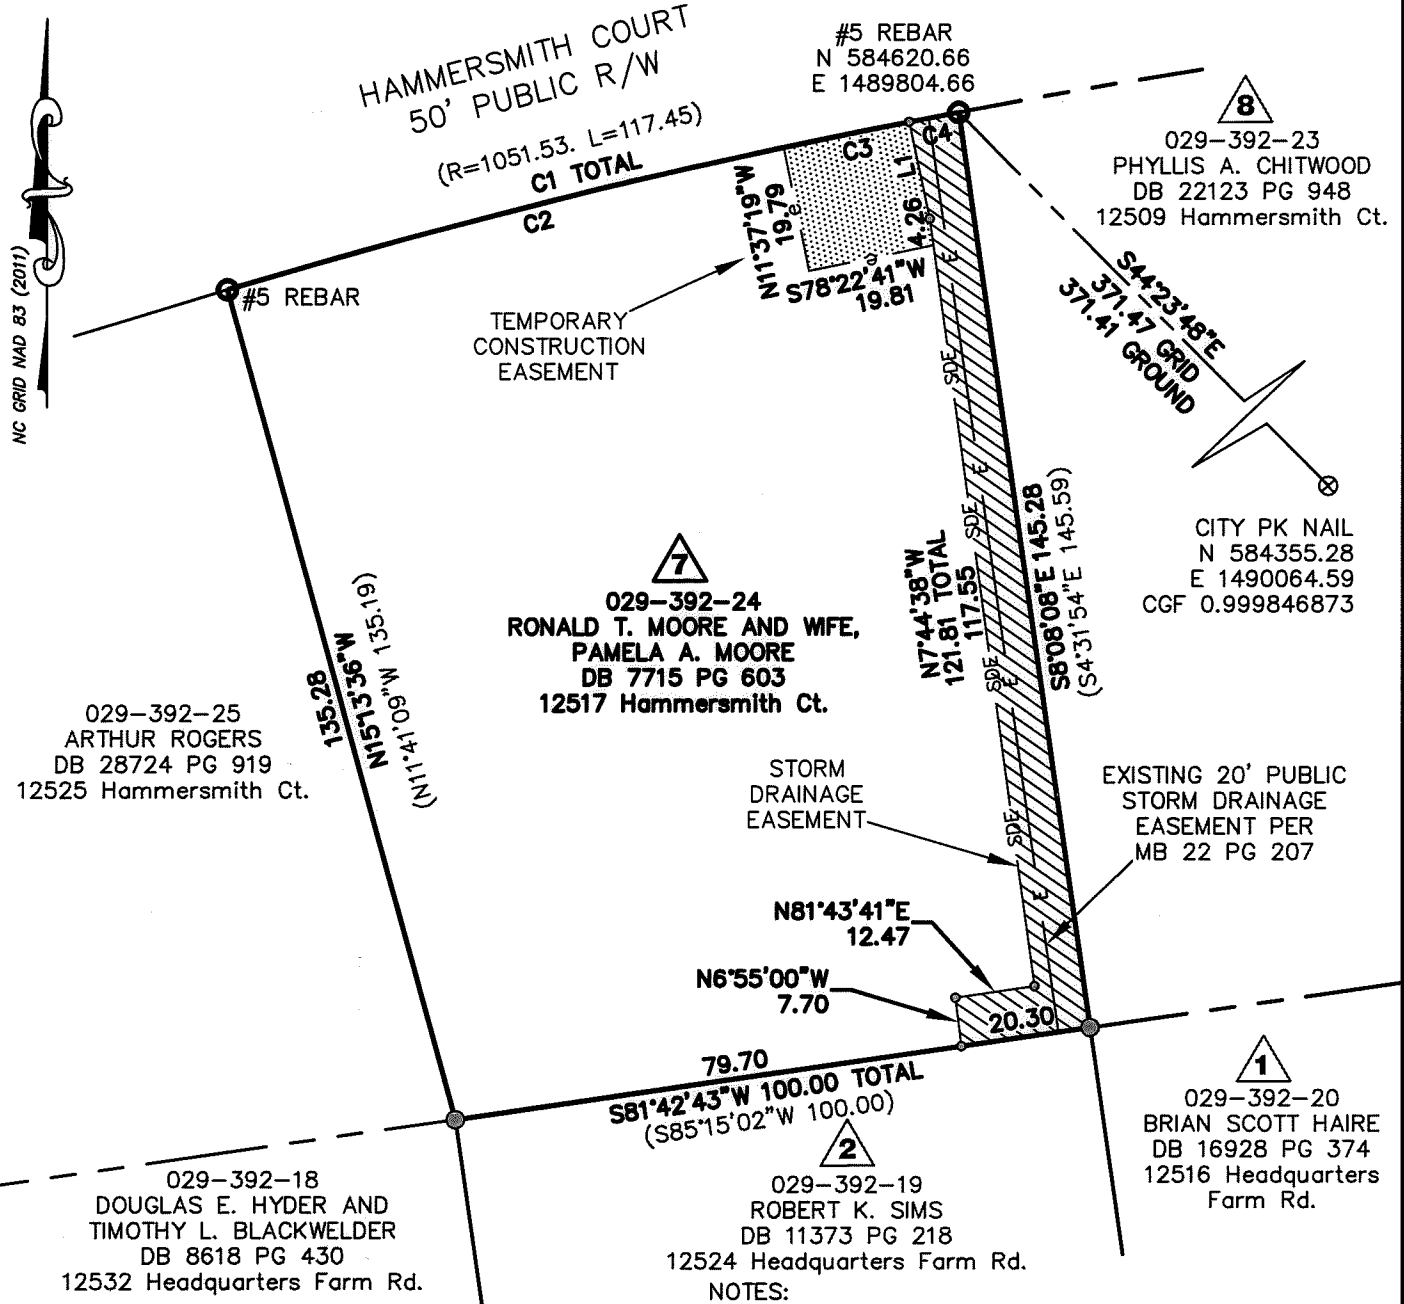 HAMMERSMITH COURT
50' PUBLIC R/W
(R=1051.53. L=117.45)
C1 TOTAL
C2
C3
C4
#5 REBAR
N 584620.66
E 1489804.66
8
029-392-23
PHYLLIS A. CHITWOOD
DB 22123 PG 948
12509 Hammersmith Ct.
NC GRID NAD 83 (2011)
#5 REBAR
N11°37'19"W
19.79
e
e
L1
4.26
S78°22'41"W
19.81
TEMPORARY
CONSTRUCTION
EASEMENT
S44°23'48"E
371.47 GRID
371.41 GROUND
CITY PK NAIL
N 584355.28
E 1490064.59
CGF 0.999846873
E
SDE
E
SDE
SDE
E
SDE
E
N7°44'38"W
121.81 TOTAL
117.55
S8°08'08"E 145.28
(S4°31'54"E 145.59)
7
029-392-24
RONALD T. MOORE AND WIFE,
PAMELA A. MOORE
DB 7715 PG 603
12517 Hammersmith Ct.
135.28
N15°13'36"W
(N11°41'09"W 135.19)
029-392-25
ARTHUR ROGERS
DB 28724 PG 919
12525 Hammersmith Ct.
STORM
DRAINAGE
EASEMENT
EXISTING 20' PUBLIC
STORM DRAINAGE
EASEMENT PER
MB 22 PG 207
N81°43'41"E
12.47
N6°55'00"W
7.70
20.30
79.70
S81°42'43"W 100.00 TOTAL
(S85°15'02"W 100.00)
1
029-392-20
BRIAN SCOTT HAIRE
DB 16928 PG 374
12516 Headquarters
Farm Rd.
2
029-392-19
ROBERT K. SIMS
DB 11373 PG 218
12524 Headquarters Farm Rd.
029-392-18
DOUGLAS E. HYDER AND
TIMOTHY L. BLACKWELDER
DB 8618 PG 430
12532 Headquarters Farm Rd.
NOTES: